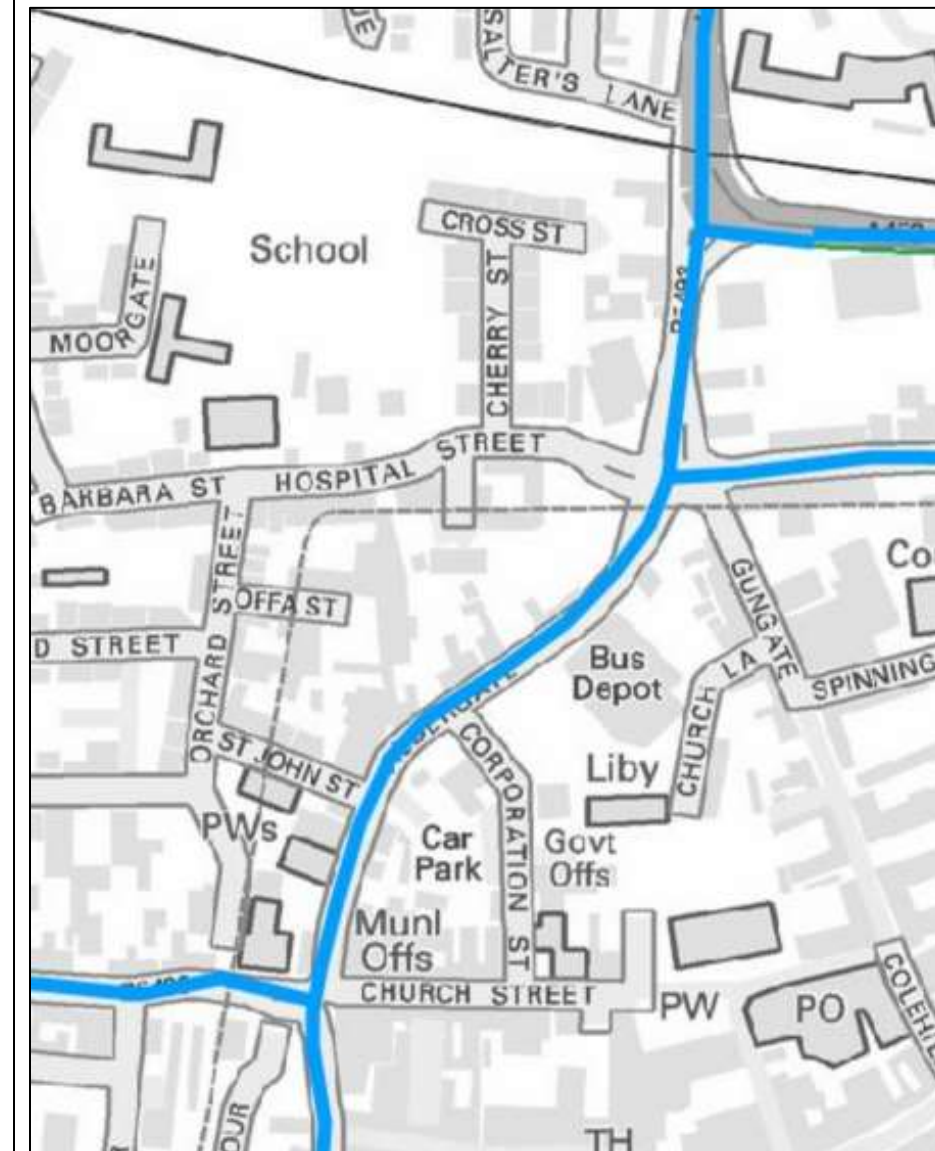 SALTER'S LANE
CROSS ST
School
CHERRY ST
MOORGATE
HOSPITAL STREET
BARBARA ST
ORCHARD STREET
OFFA ST
GUNGATE
Co
D STREET
Bus
Depot
CHURCH LA
SPINNING
ST JOHN ST
CORPORATION ST
Liby
PWs
Car
Park
Govt
Offs
Munl
Offs
CHURCH STREET
PW
PO
COLEHI
OUR
TH